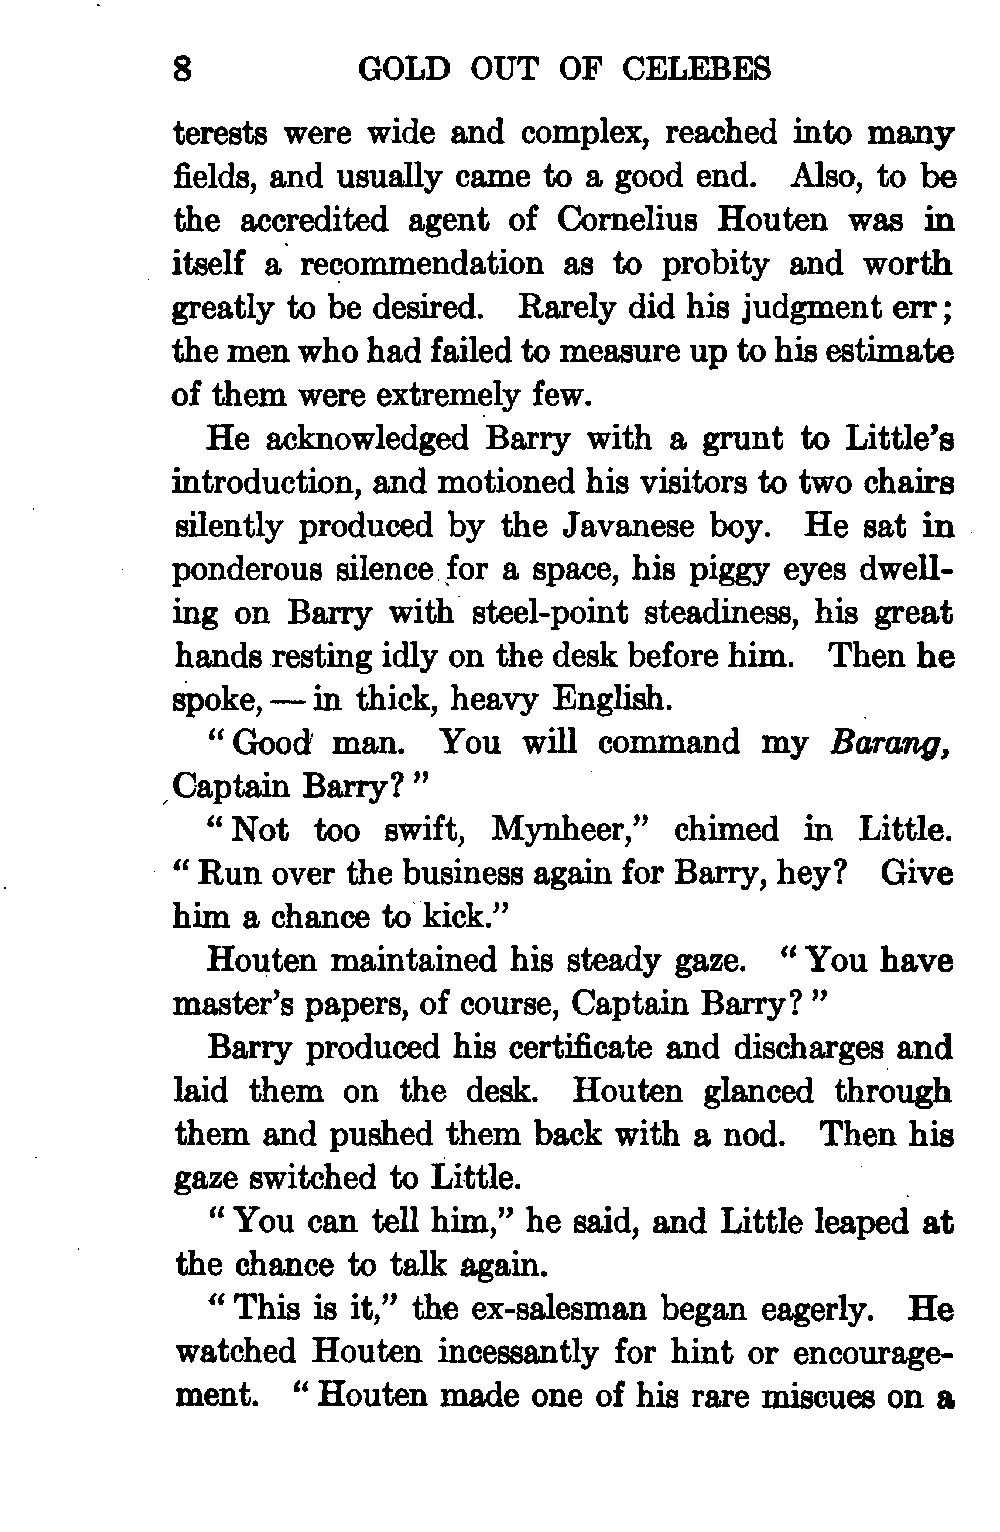 8 GOLD OUT OF CELEBES
terests were wide and complex, reached into many
fields, and usually came to a good end. Also, to be
the accredited agent of Cornelius Houten was in
itself a recommendation as to probity and worth
greatly to be desired. Rarely did his judgment err;
the men who had failed to measure up to his estimate
of them were extremely few.
He acknowledged Barry with a grunt to Little's
introduction, and motioned his visitors to two chairs
silently produced by the Javanese boy. He sat in
ponderous silence for a space, his piggy eyes dwell-
ing on Barry with steel-point steadiness, his great
hands resting idly on the desk before him. Then he
spoke, — in thick, heavy English.
"Good man. You will command my Barang,
Captain Barry?"
"Not too swift, Mynheer," chimed in Little.
"Run over the business again for Barry, hey? Give
him a chance to kick."
Houten maintained his steady gaze. "You have
master's papers, of course, Captain Barry?"
Barry produced his certificate and discharges and
laid them on the desk. Houten glanced through
them and pushed them back with a nod. Then his
gaze switched to Little.
"You can tell him," he said, and Little leaped at
the chance to talk again.
"This is it," the ex-salesman began eagerly. He
watched Houten incessantly for hint or encourage-
ment. "Houten made one of his rare miscues on a